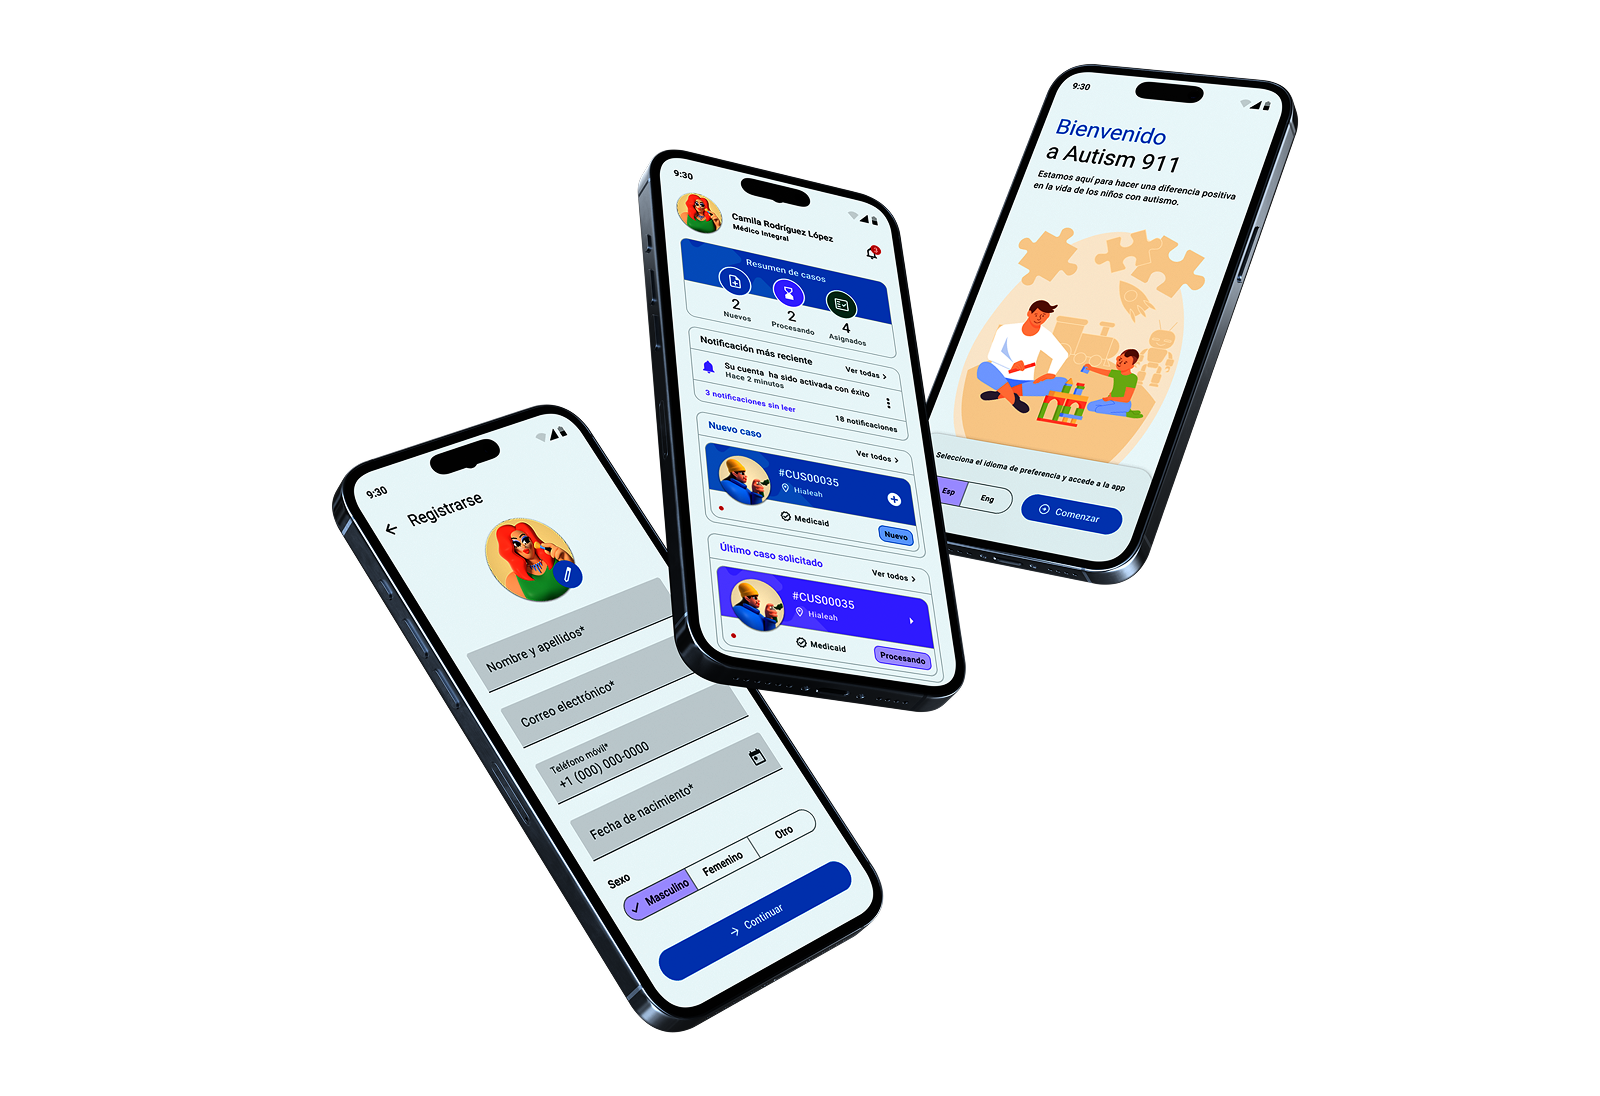 9:30
Registrarse
Nombre y apellidos*
Correo electrónico*
Teléfono móvil*
+1 (000) 000-0000
Fecha de nacimiento*
Sexo
Masculino
Femenino
Otro
Continuar
9:30
Camila Rodríguez López
Médico Integral
3
Resumen de casos
2
Nuevos
2
Procesando
4
Asignados
Notificación más reciente
Ver todas
Su cuenta ha sido activada con éxito
Hace 2 minutos
3 notificaciones sin leer
18 notificaciones
Nuevo caso
Ver todos
#CUS00035
Hialeah
Medicaid
Nuevo
Último caso solicitado
Ver todos
#CUS00035
Hialeah
Medicaid
Procesando
9:30
Bienvenido
a Autism 911
Estamos aquí para hacer una diferencia positiva
en la vida de los niños con autismo.
Selecciona el idioma de preferencia y accede a la app
Esp
Eng
Comenzar